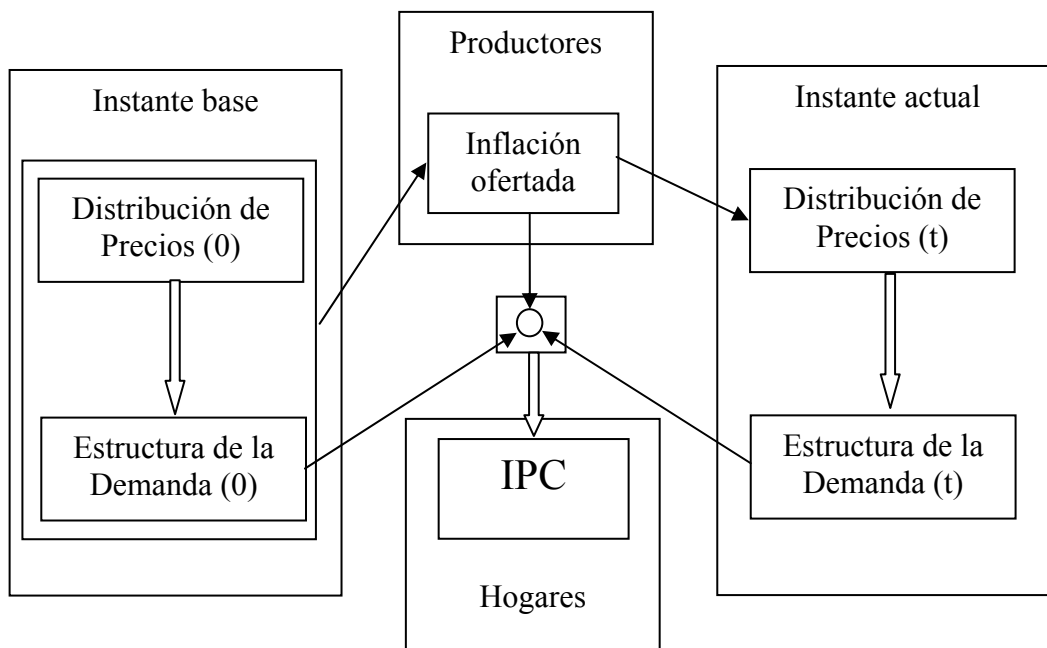 Productores
Inflación
ofertada
Instante base
Distribución de
Precios (0)
Estructura de la
Demanda (0)
Instante actual
Distribución de
Precios (t)
Estructura de la
Demanda (t)
IPC
Hogares